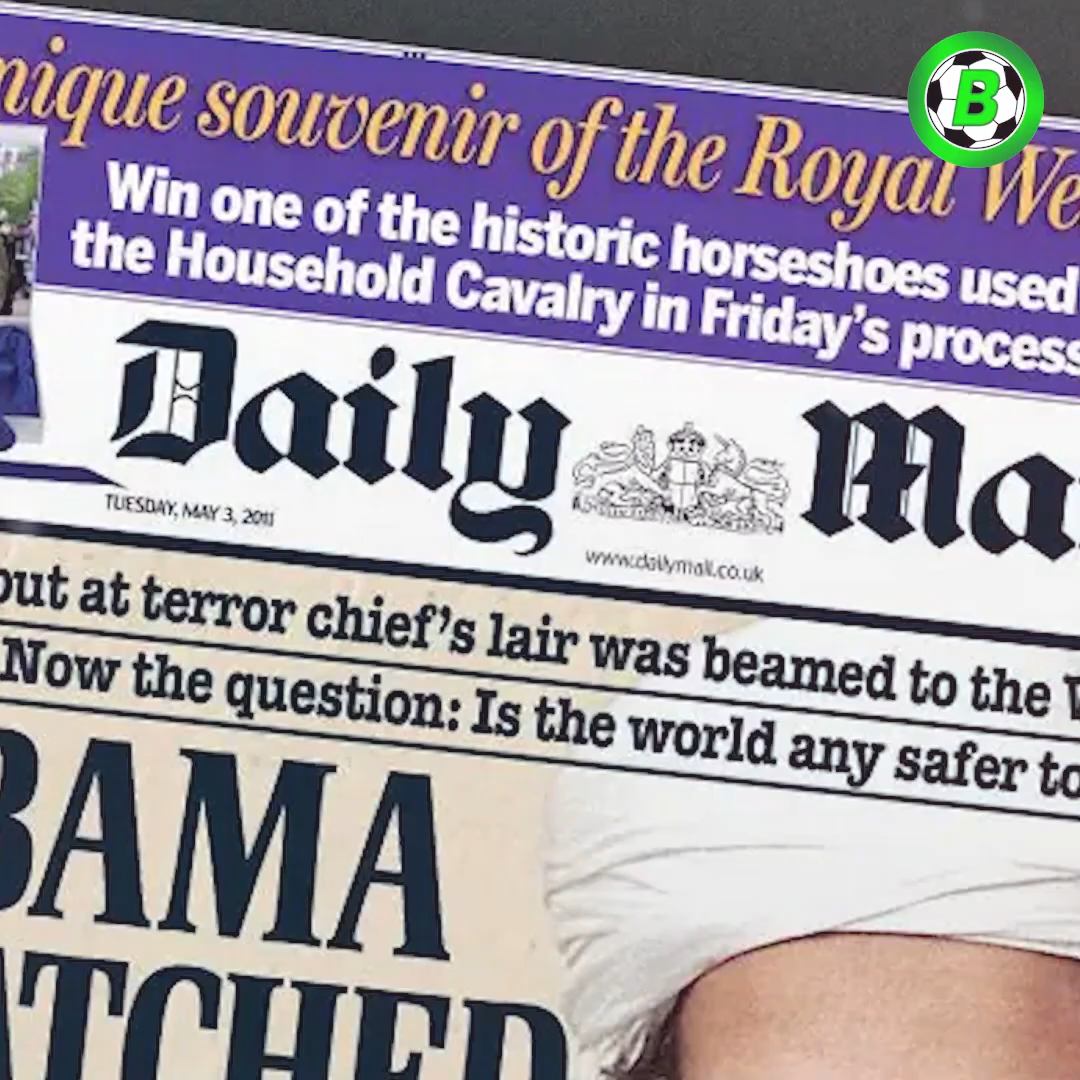 nique souvenir of the Royal We
Win one of the historic horseshoes used
the Household Cavalry in Friday's process
B
Daily Ma
TUESDAY, MAY 3, 2011
www.dailymail.co.uk
out at terror chief's lair was beamed to the W
Now the question: Is the world any safer to
BAMA
ATCHED